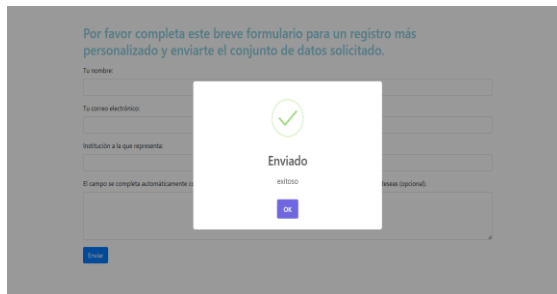 Por favor completa este breve formulario para un registro más
personalizado y enviarte el conjunto de datos solicitado.
Tu nombre:
Tu correo electrónico:
Institución a la que representa:
El campo se completa automáticamente deseas (opcional).
Enviado
exitoso
OK
Enviar